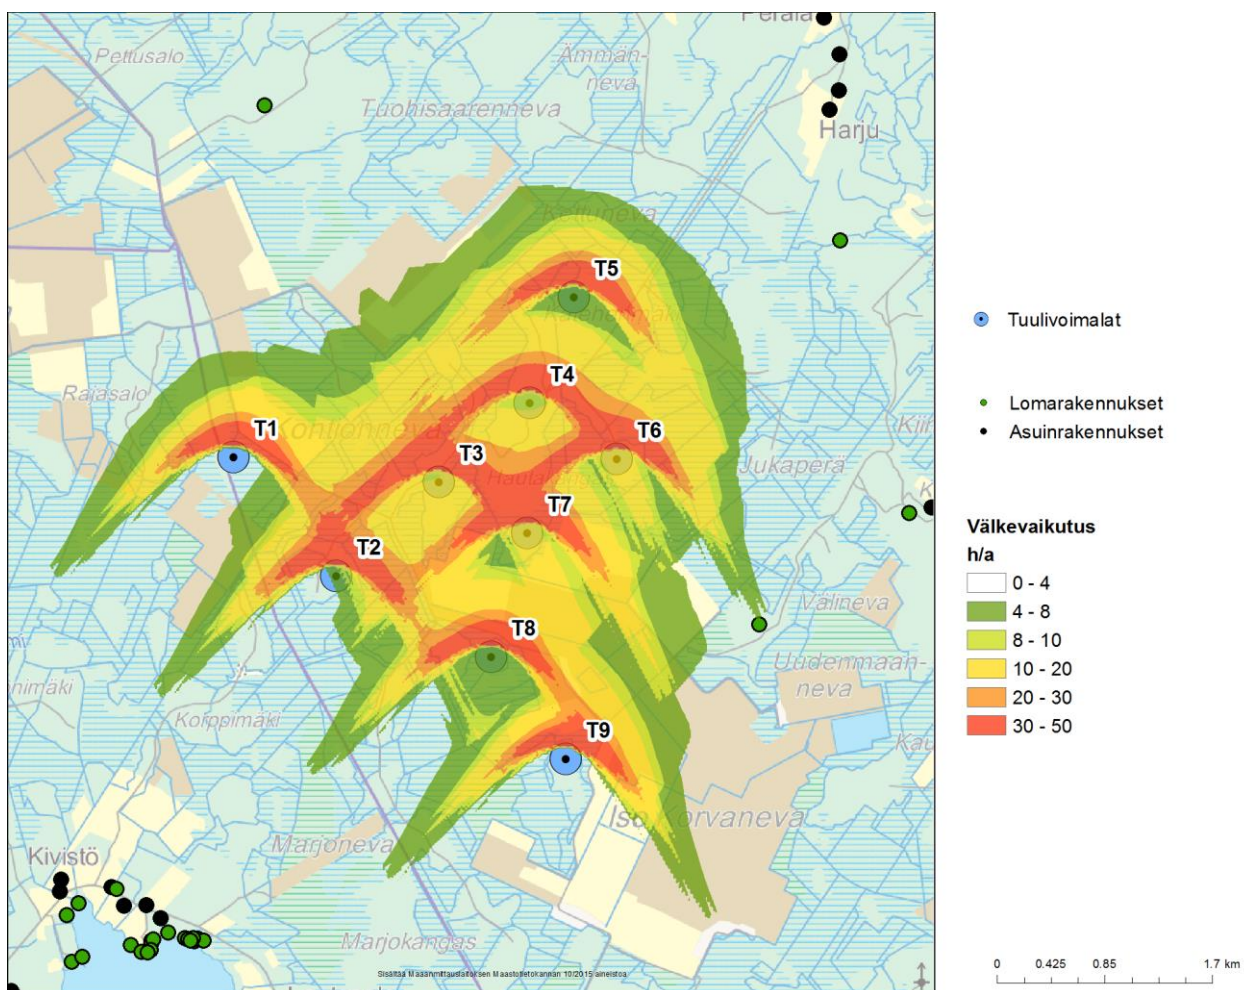 Perälä
Pettusalo
Ämmän-
neva
Tuohisaarenneva
Harju
Kettuneva
T5
T4
Rajasalo
T1
Kohijohneva
T6
T3
Jukaperä
T7
T2
Välineva
T8
Uudenmaan-
neva
Korppimäki
T9
Iso Korvaneva
Marjoneva
Kivistö
Marjokangas
Sisältää Maanmittauslaitoksen Maastotietokannan 10/2015 aineistoa
Tuulivoimalat
Lomarakennukset
Asuinrakennukset
Välkevaikutus
h/a
0 - 4
4 - 8
8 - 10
10 - 20
20 - 30
30 - 50
0 0.425 0.85 1.7 km